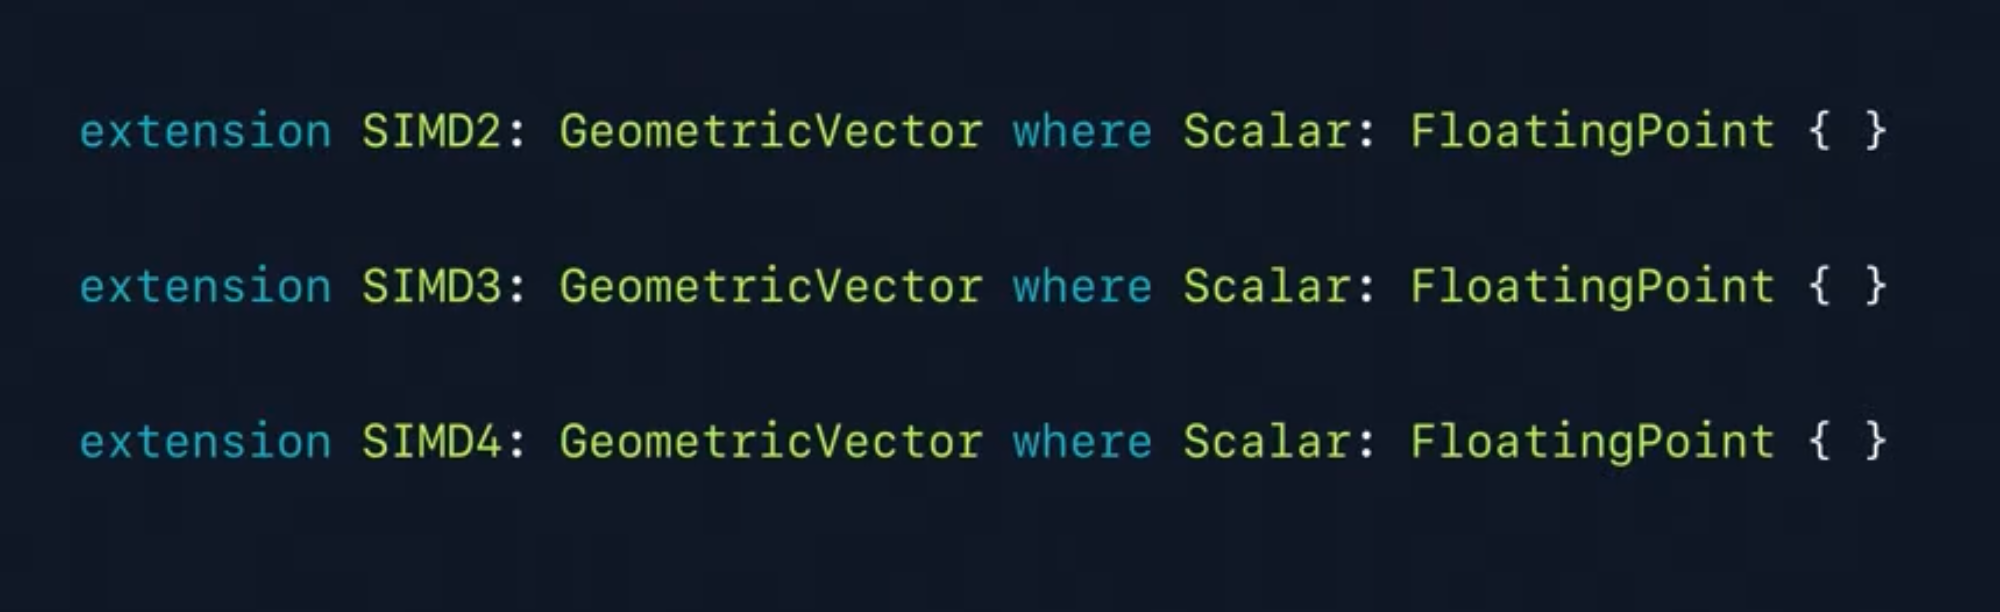 extension SIMD2: GeometricVector where Scalar: FloatingPoint { }
extension SIMD3: GeometricVector where Scalar: FloatingPoint { }
extension SIMD4: GeometricVector where Scalar: FloatingPoint { }